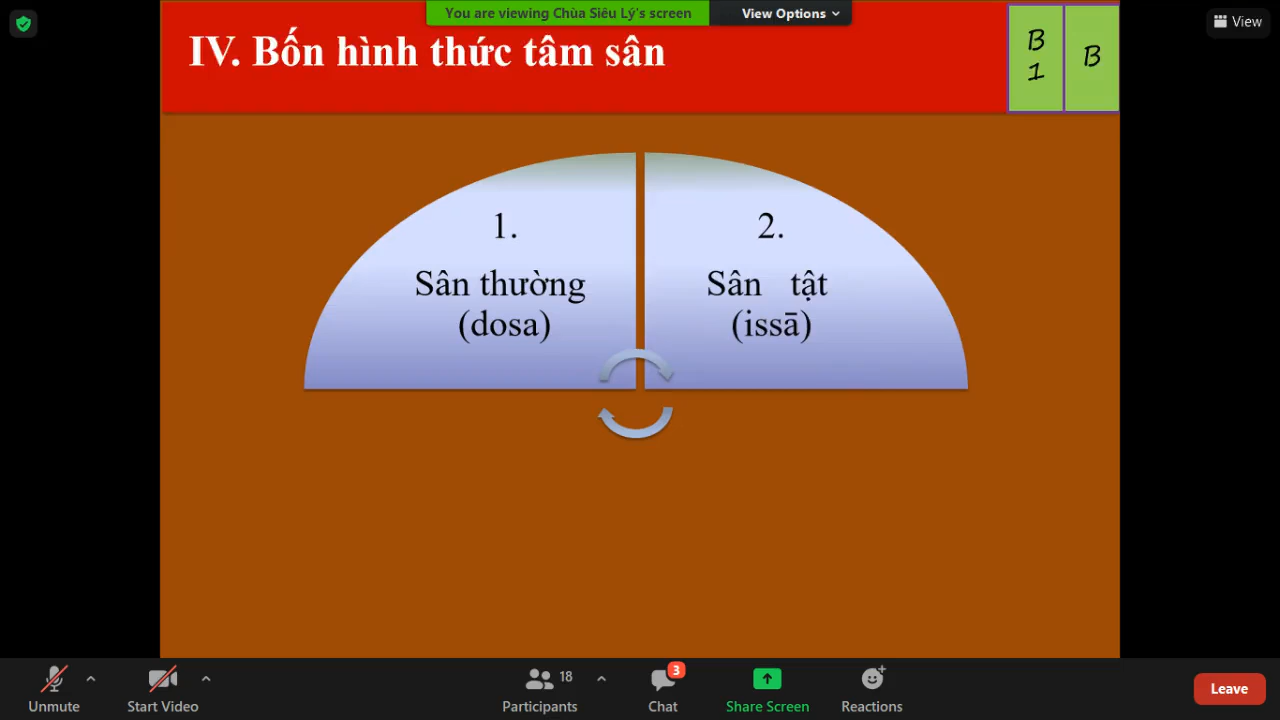 You are viewing Chùa Siêu Lý's screen
View Options
View
IV. Bốn hình thức tâm sân
B
1
B
1.
Sân thường
(dosa)
2.
Sân tật
(issā)
Unmute
Start Video
18
Participants
3
Chat
Share Screen
Reactions
Leave